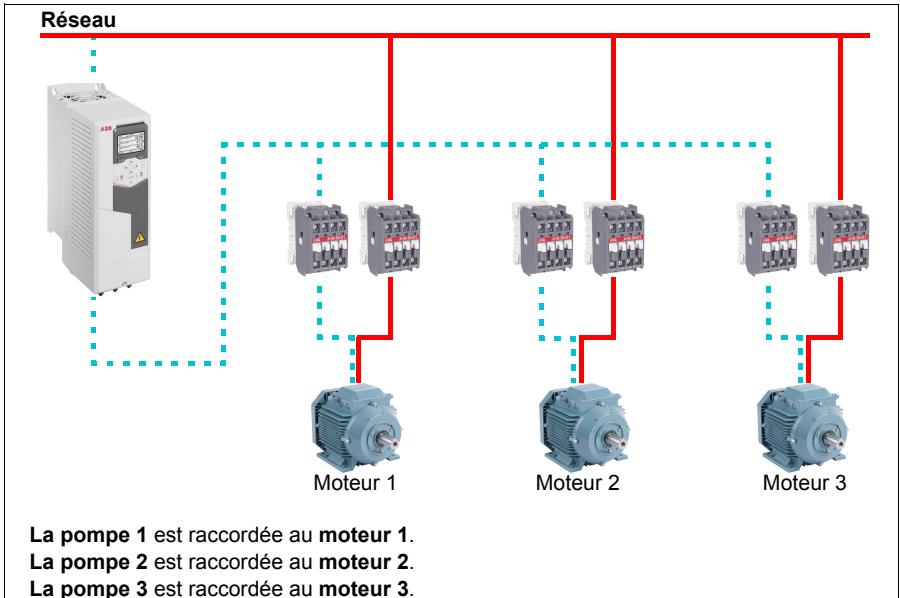 Réseau
ABB
Moteur 1
Moteur 2
Moteur 3
La pompe 1 est raccordée au moteur 1.
La pompe 2 est raccordée au moteur 2.
La pompe 3 est raccordée au moteur 3.